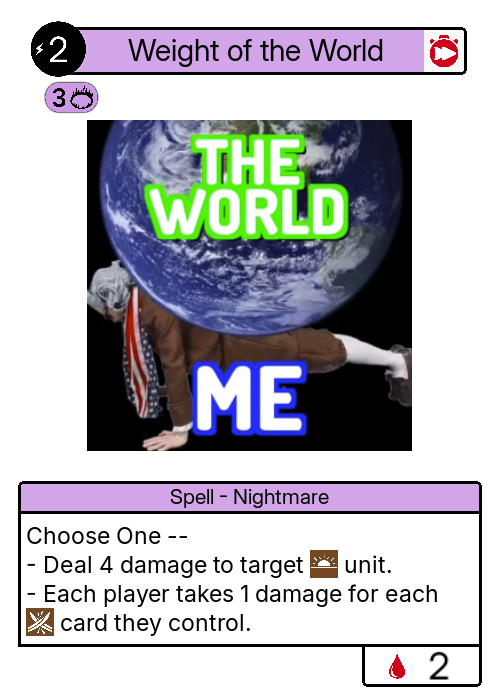 2 Weight of the World
3
THE
WORLD
ME
Spell - Nightmare
Choose One --
- Deal 4 damage to target unit.
- Each player takes 1 damage for each
card they control.
2